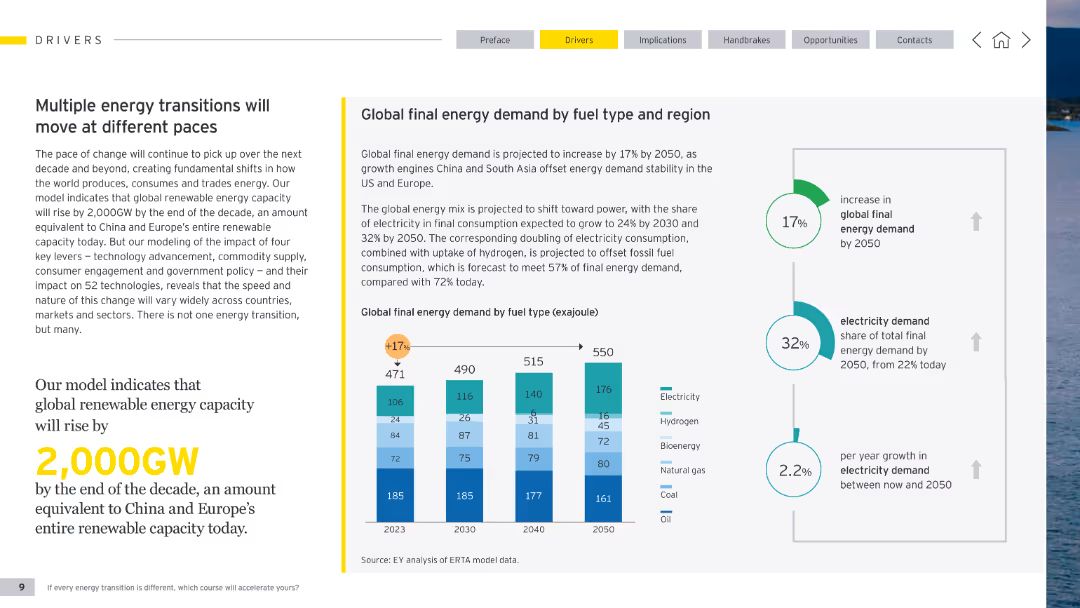 DRIVERS
Preface
Drivers
Implications
Handbrakes
Opportunities
Contacts
Multiple energy transitions will
move at different paces
The pace of change will continue to pick up over the next
decade and beyond, creating fundamental shifts in how
the world produces, consumes and trades energy. Our
model indicates that global renewable energy capacity
will rise by 2,000GW by the end of the decade, an amount
equivalent to China and Europe's entire renewable
capacity today. But our modeling of the impact of four
key levers — technology advancement, commodity supply,
consumer engagement and government policy — and their
impact on 52 technologies, reveals that the speed and
nature of this change will vary widely across countries,
markets and sectors. There is not one energy transition,
but many.
Our model indicates that
global renewable energy capacity
will rise by
2,000GW
by the end of the decade, an amount
equivalent to China and Europe's
entire renewable capacity today.
Global final energy demand by fuel type and region
Global final energy demand is projected to increase by 17% by 2050, as
growth engines China and South Asia offset energy demand stability in the
US and Europe.
The global energy mix is projected to shift toward power, with the share
of electricity in final consumption expected to grow to 24% by 2030 and
32% by 2050. The corresponding doubling of electricity consumption,
combined with uptake of hydrogen, is projected to offset fossil fuel
consumption, which is forecast to meet 57% of final energy demand,
compared with 72% today.
Global final energy demand by fuel type (exajoule)
+17%
471 490 515 550
106 116 140 176
6 16
24 26 31 45
84 87 81 72
72 75 79 80
185 185 177 161
2023 2030 2040 2050
Electricity
Hydrogen
Bioenergy
Natural gas
Coal
Oil
Source: EY analysis of ERTA model data.
17%
increase in
global final
energy demand
by 2050
32%
electricity demand
share of total final
energy demand by
2050, from 22% today
2.2%
per year growth in
electricity demand
between now and 2050
9
If every energy transition is different, which course will accelerate yours?